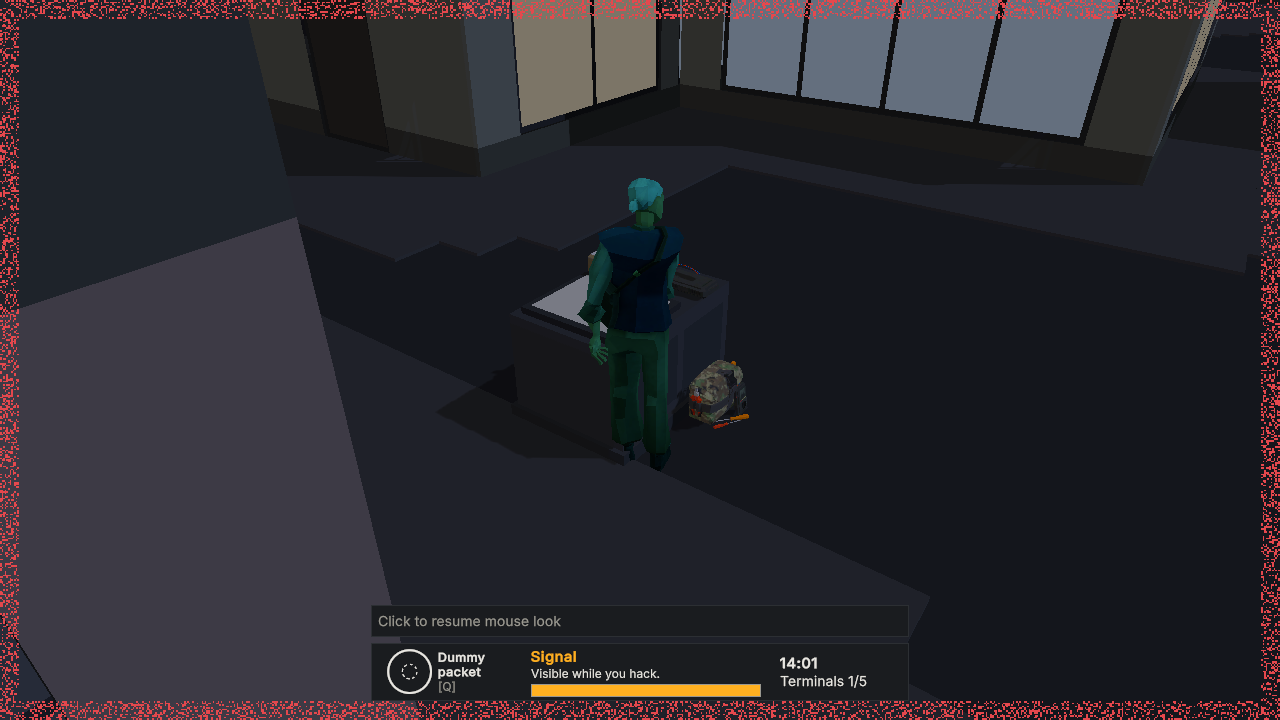 Click to resume mouse look
Dummy packet
[Q]
Signal
Visible while you hack.
14:01
Terminals 1/5